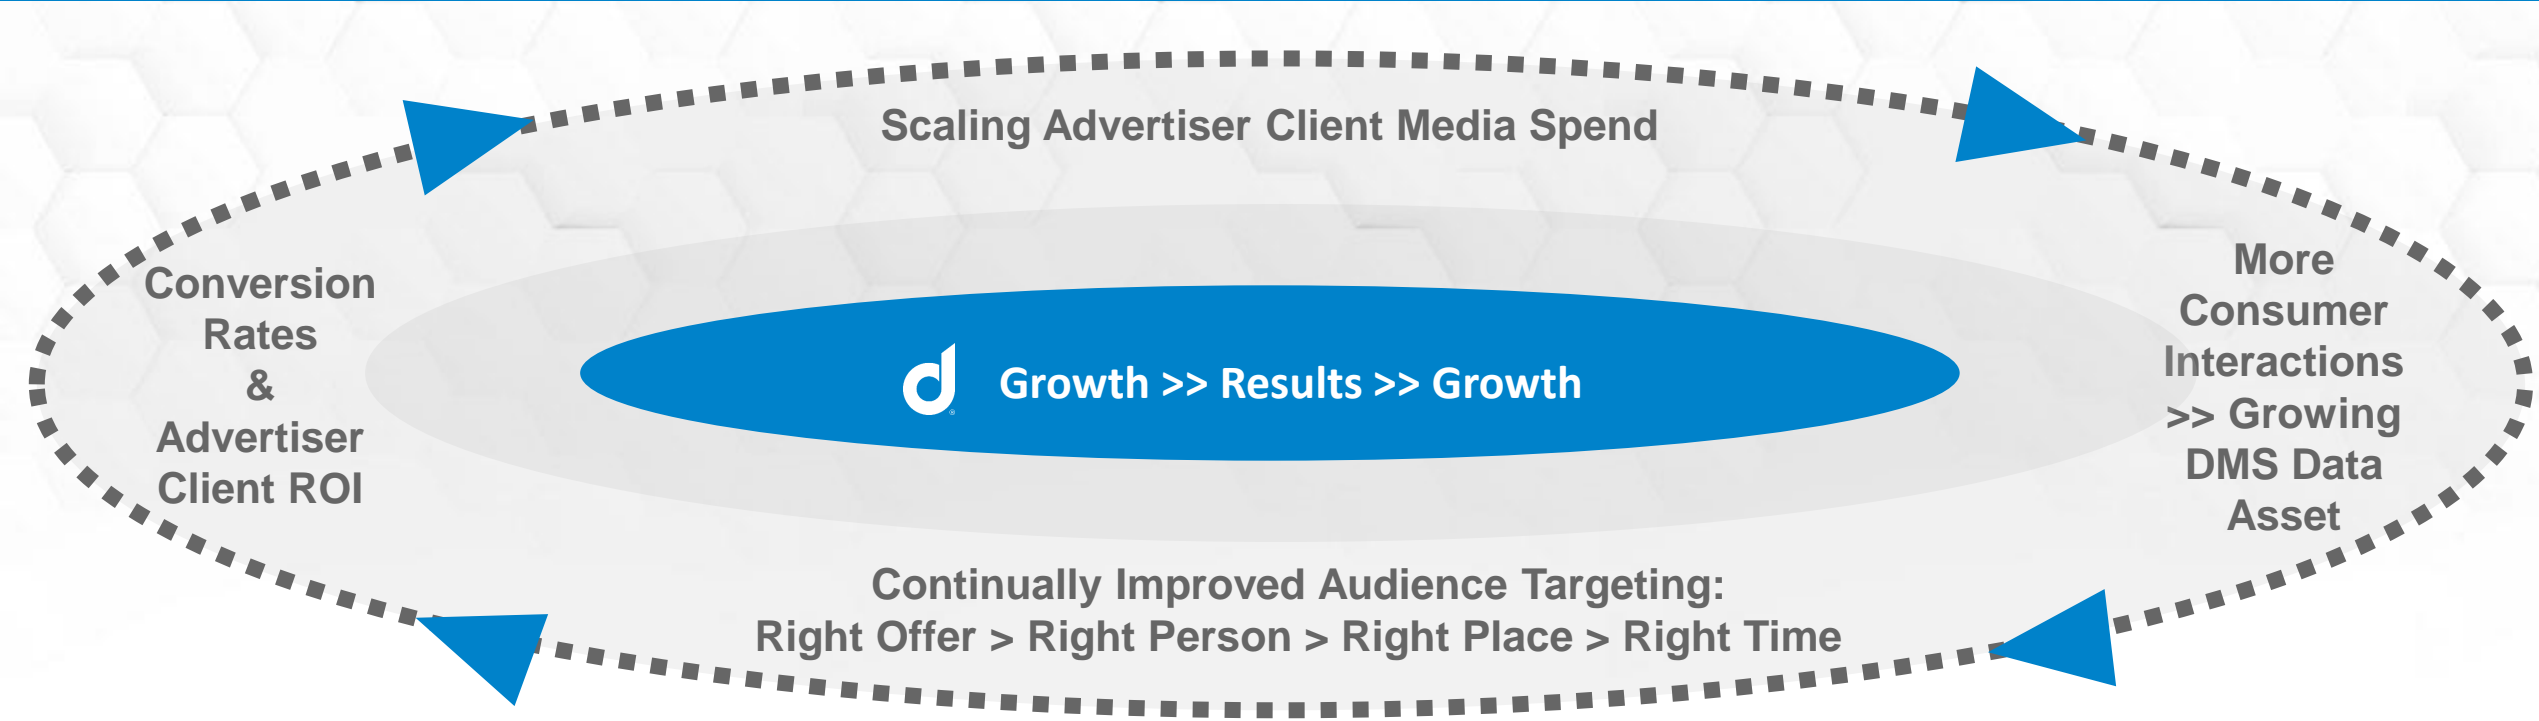 Scaling Advertiser Client Media Spend
Conversion
Rates
&
Advertiser
Client ROI
d Growth >> Results >> Growth
More
Consumer
Interactions
>> Growing
DMS Data
Asset
Continually Improved Audience Targeting:
Right Offer > Right Person > Right Place > Right Time